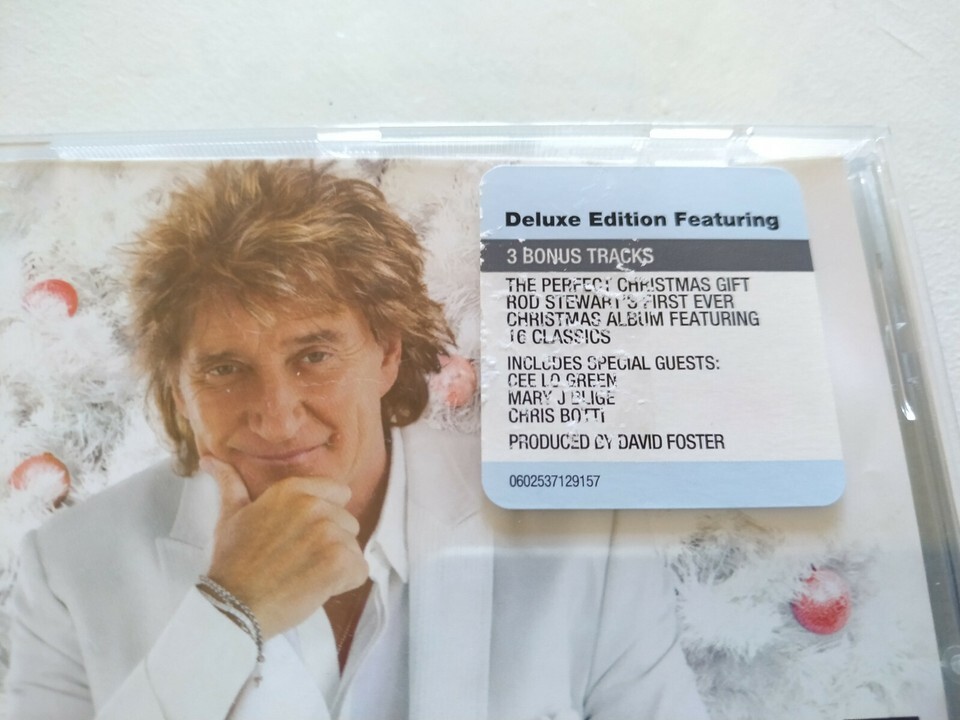 Deluxe Edition Featuring
3 BONUS TRACKS
THE PERFECT CHRISTMAS GIFT
ROD STEWART'S FIRST EVER
CHRISTMAS ALBUM FEATURING
16 CLASSICS
INCLUDES SPECIAL GUESTS:
CEE LO GREEN
MARY J BLIGE
CHRIS BOTTI
PRODUCED BY DAVID FOSTER
0602537129157